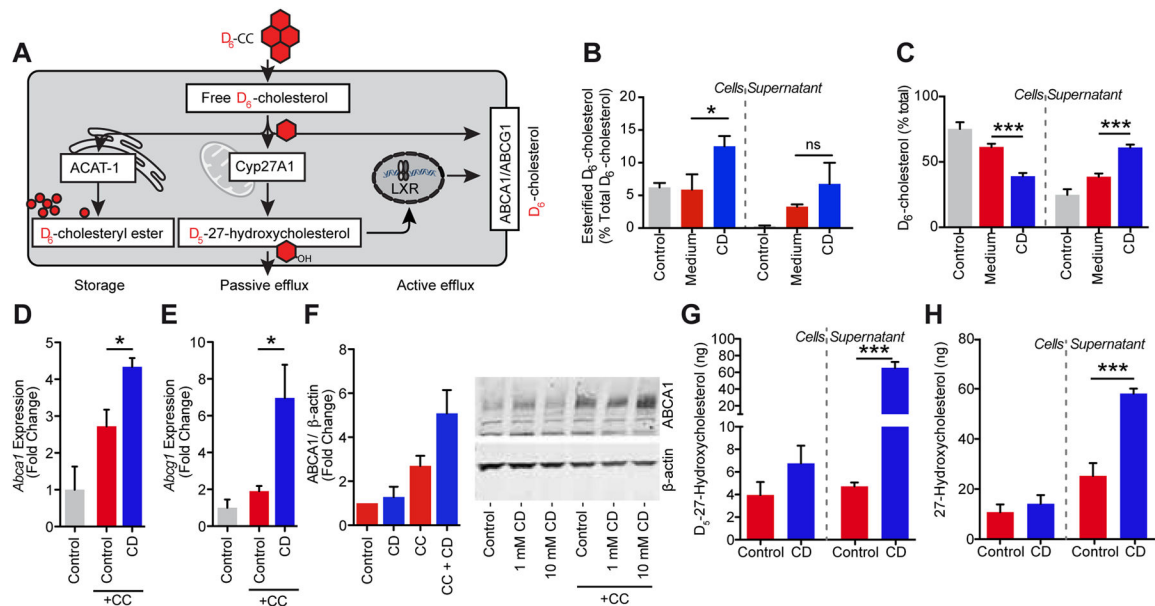 A
D6-CC
Free D6-cholesterol
ACAT-1
Cyp27A1
LXR
ABCA1/ABCG1
D6-cholesterol
D6-cholesteryl ester
D5-27-hydroxycholesterol
OH
Storage
Passive efflux
Active efflux
B
Cells Supernatant
Esterified D6-cholesterol
(% Total D6-cholesterol)
20
15
10
5
0
*
ns
Control
Medium
CD
Control
Medium
CD
C
Cells Supernatant
D6-cholesterol (% total)
100
50
0
***
***
Control
Medium
CD
Control
Medium
CD
D
Abca1 Expression
(Fold Change)
5
4
3
2
1
0
*
Control
Control
CD
+CC
E
Abcg1 Expression
(Fold Change)
10
8
6
4
2
0
*
Control
Control
CD
+CC
F
ABCA1/ β-actin
(Fold Change)
8
6
4
2
0
Control
CD
CC
CC + CD
ABCA1
β-actin
Control -
1 mM CD -
10 mM CD -
Control -
1 mM CD -
10 mM CD -
+CC
G
Cells Supernatant
D5-27-Hydroxycholesterol (ng)
100
80
60
40
20
10
8
6
4
2
0
***
Control
CD
Control
CD
H
Cells Supernatant
27-Hydroxycholesterol (ng)
80
60
40
20
0
***
Control
CD
Control
CD